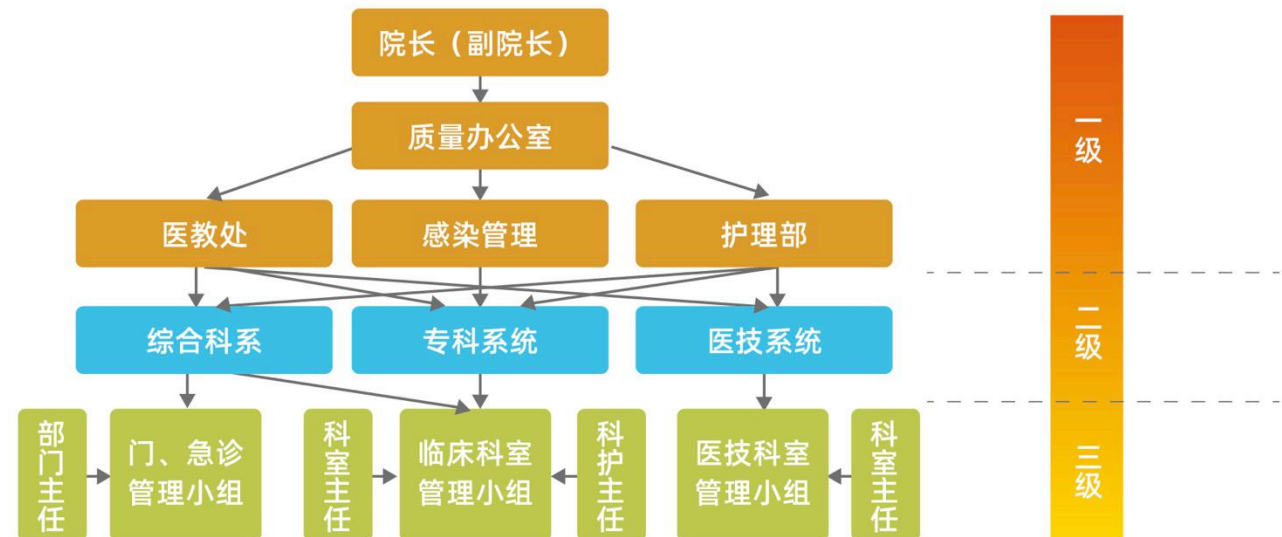 院长（副院长）
质量办公室
医教处
感染管理
护理部
综合科系
专科系统
医技系统
部门主任
门、急诊
管理小组
科室主任
临床科室
管理小组
科护主任
医技科室
管理小组
科室主任
一级
二级
三级